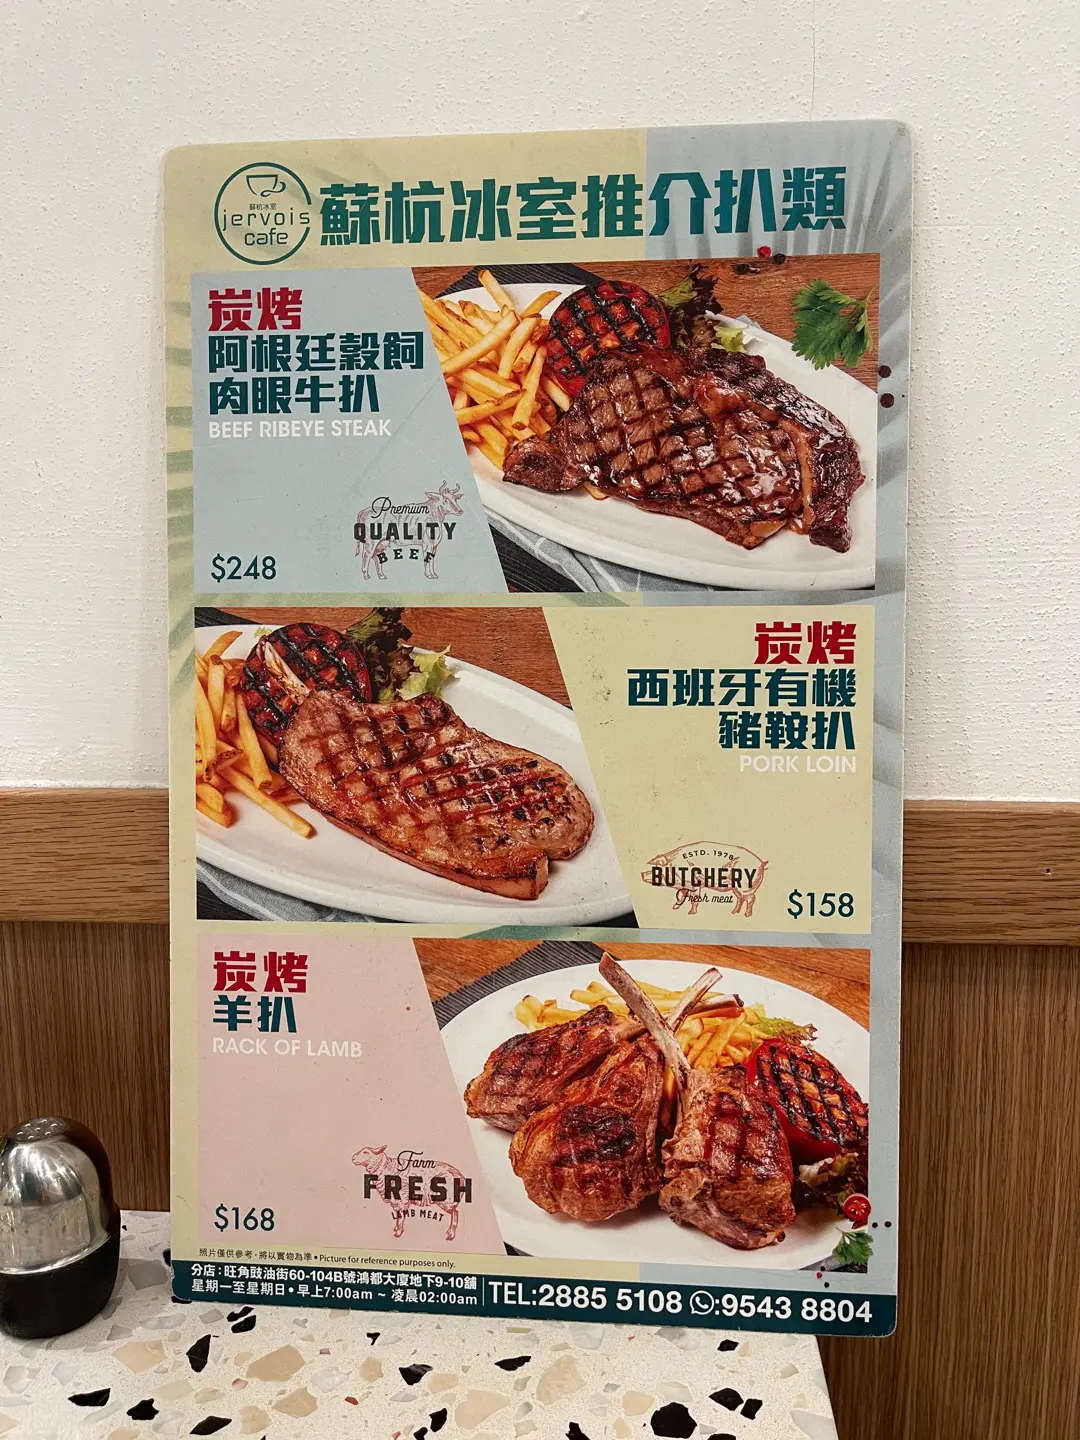 蘇杭冰室
jervois
cafe
蘇杭冰室推介扒類
炭烤
阿根廷穀飼
肉眼牛扒
BEEF RIBEYE STEAK
Premium
QUALITY
BEEF
$248
炭烤
西班牙有機
豬鞍扒
PORK LOIN
ESTD. 1978
BUTCHERY
Fresh meat
$158
炭烤
羊扒
RACK OF LAMB
Farm
FRESH
LAMB MEAT
$168
照片僅供參考，將以實物為準 • Picture for reference purposes only.
分店：旺角豉油街60-104B號鴻都大廈地下9-10舖
星期一至星期日 • 早上7:00am ~ 凌晨02:00am
TEL:2885 5108 :9543 8804